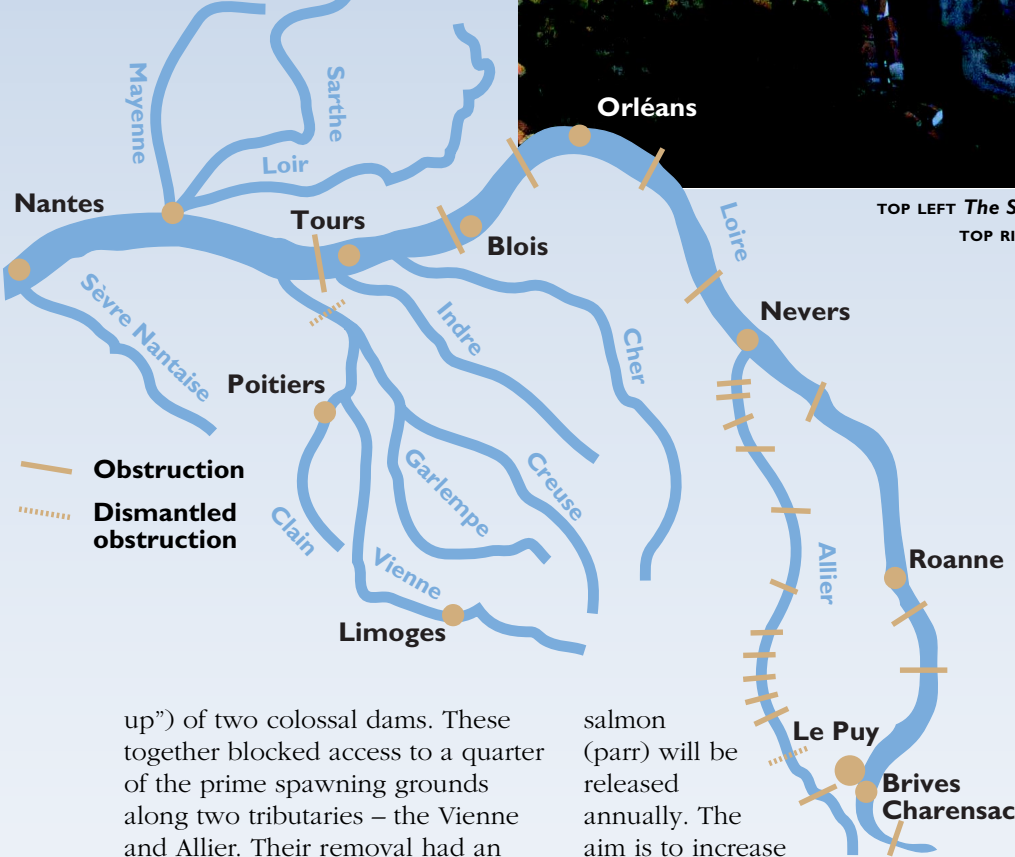 Orléans
TOP LEFT The S
TOP RI
Mayenne
Sarthe
Loir
Nantes
Tours
Blois
Loire
Nevers
Sèvre Nantaise
Indre
Cher
Poitiers
Obstruction
Dismantled
obstruction
Clain
Garlempe
Creuse
Vienne
Limoges
Allier
Roanne
Le Puy
Brives
Charensac
up”) of two colossal dams. These
together blocked access to a quarter
of the prime spawning grounds
along two tributaries – the Vienne
and Allier. Their removal had an
salmon
(parr) will be
released
annually. The
aim is to increase